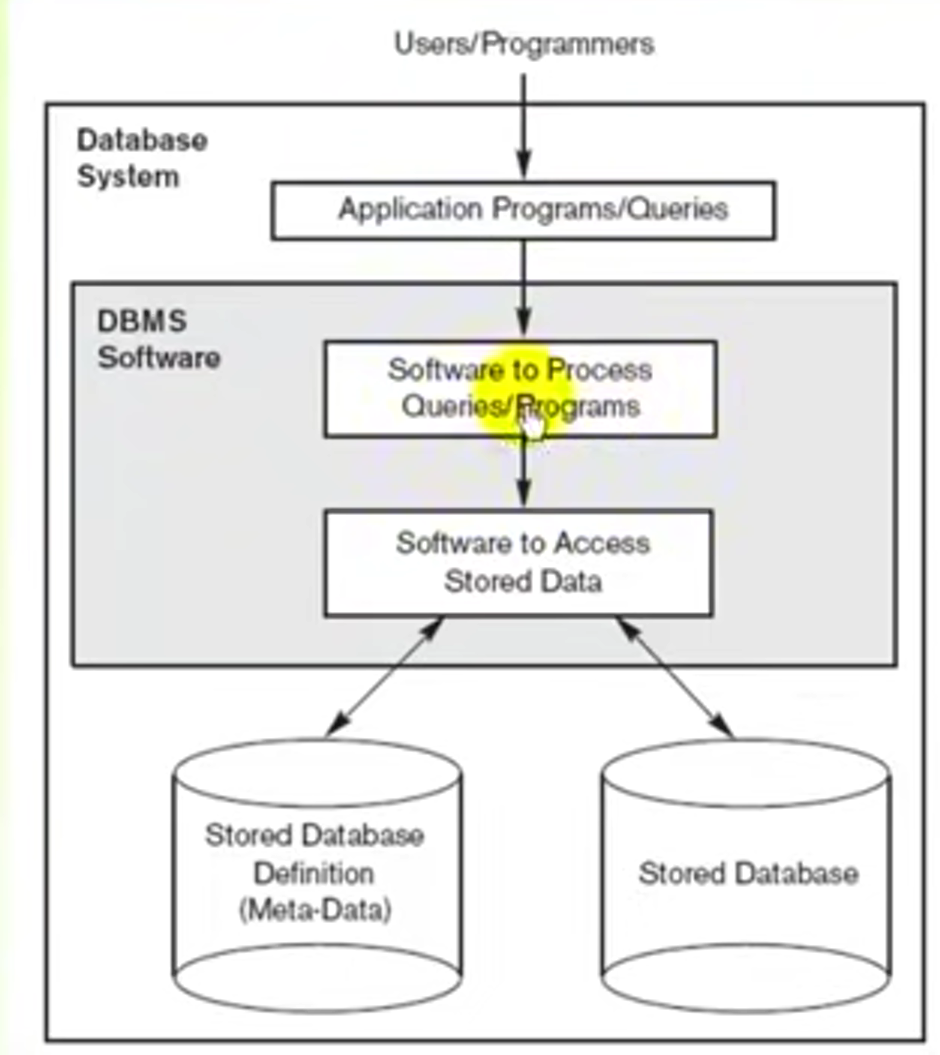 Users/Programmers
Database
System
Application Programs/Queries
DBMS
Software
Software to Process
Queries/Programs
Software to Access
Stored Data
Stored Database
Definition
(Meta-Data)
Stored Database